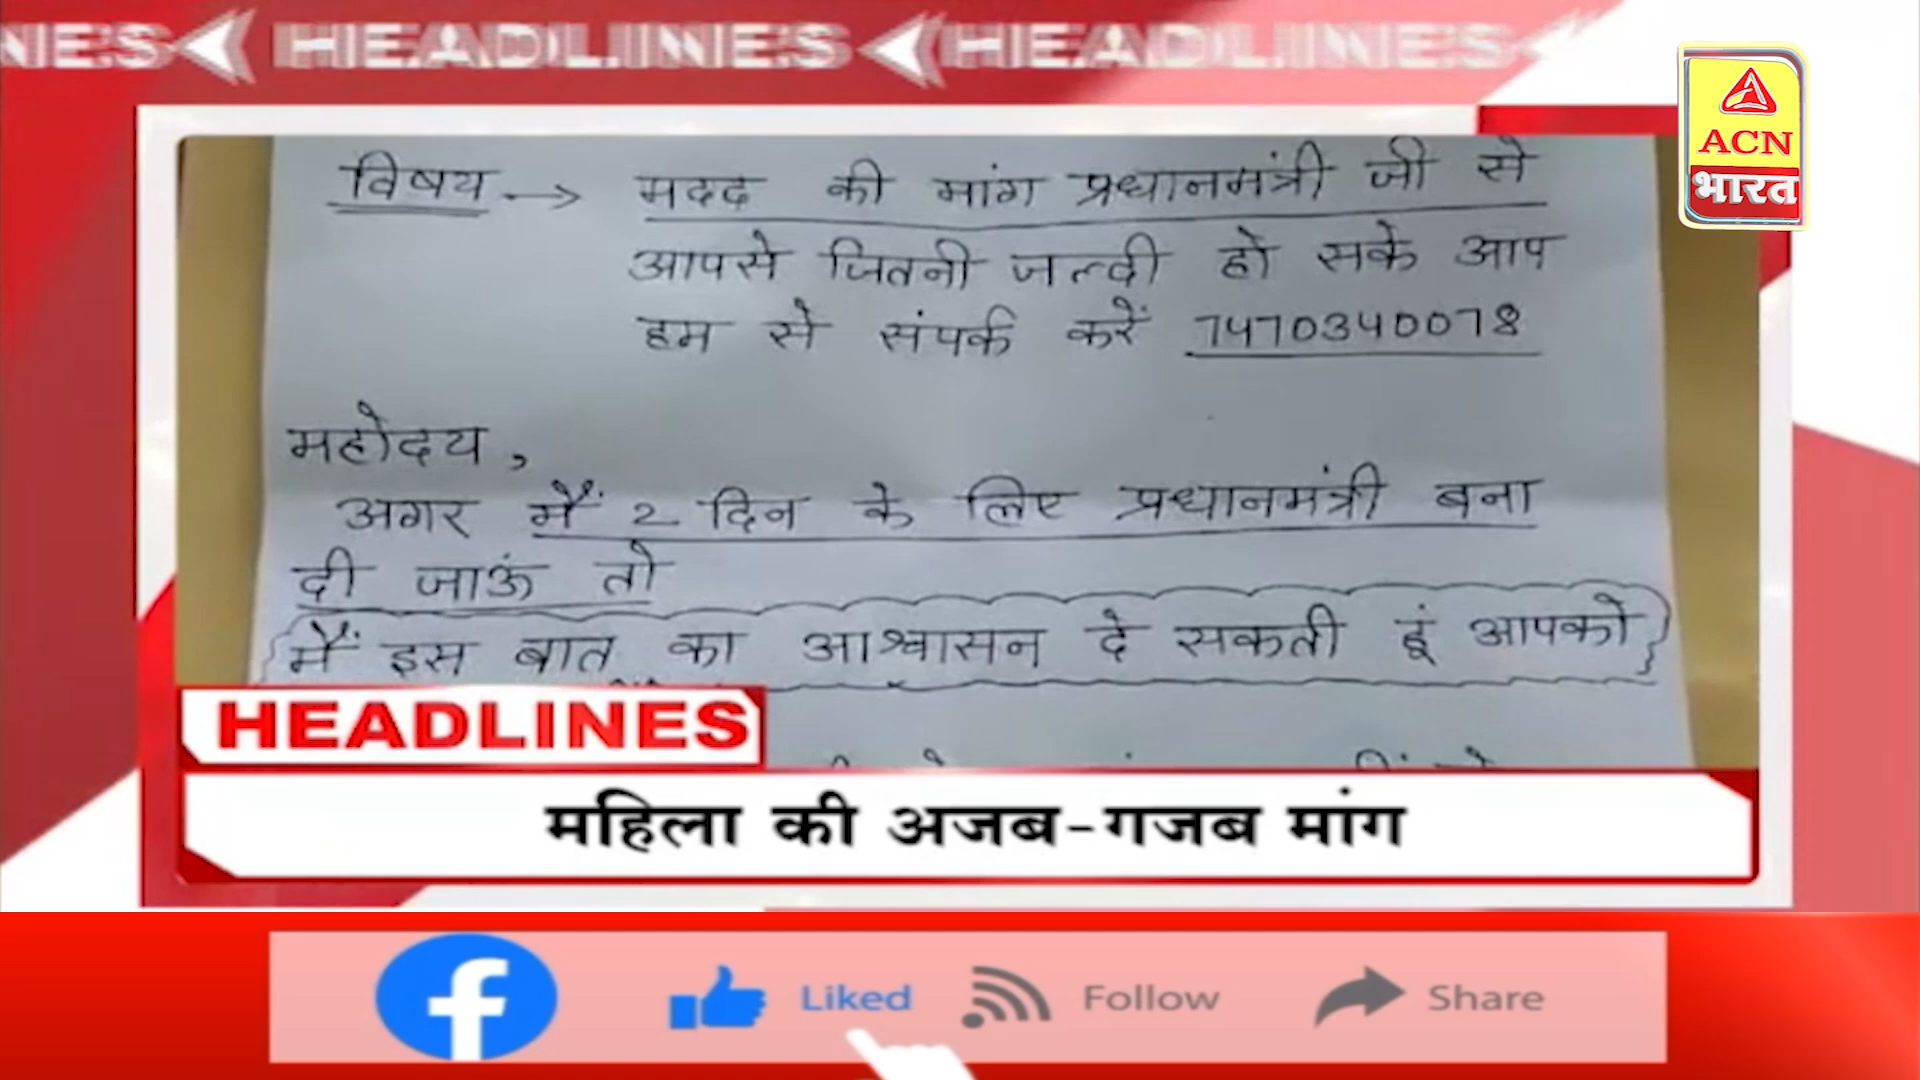 NES HEADLINES HEADLINES
ACN
भारत
विषय → मदद की मांग प्रधानमंत्री जी से
आपसे जितनी जल्दी हो सके आप
हम से संपर्क करें 7470340078
महोदय,
अगर मैं 2 दिन के लिए प्रधानमंत्री बना
दी जाऊं तो
मैं इस बात का आश्वासन दे सकती हूं आपको
HEADLINES
महिला की अजब-गजब मांग
f Liked Follow Share